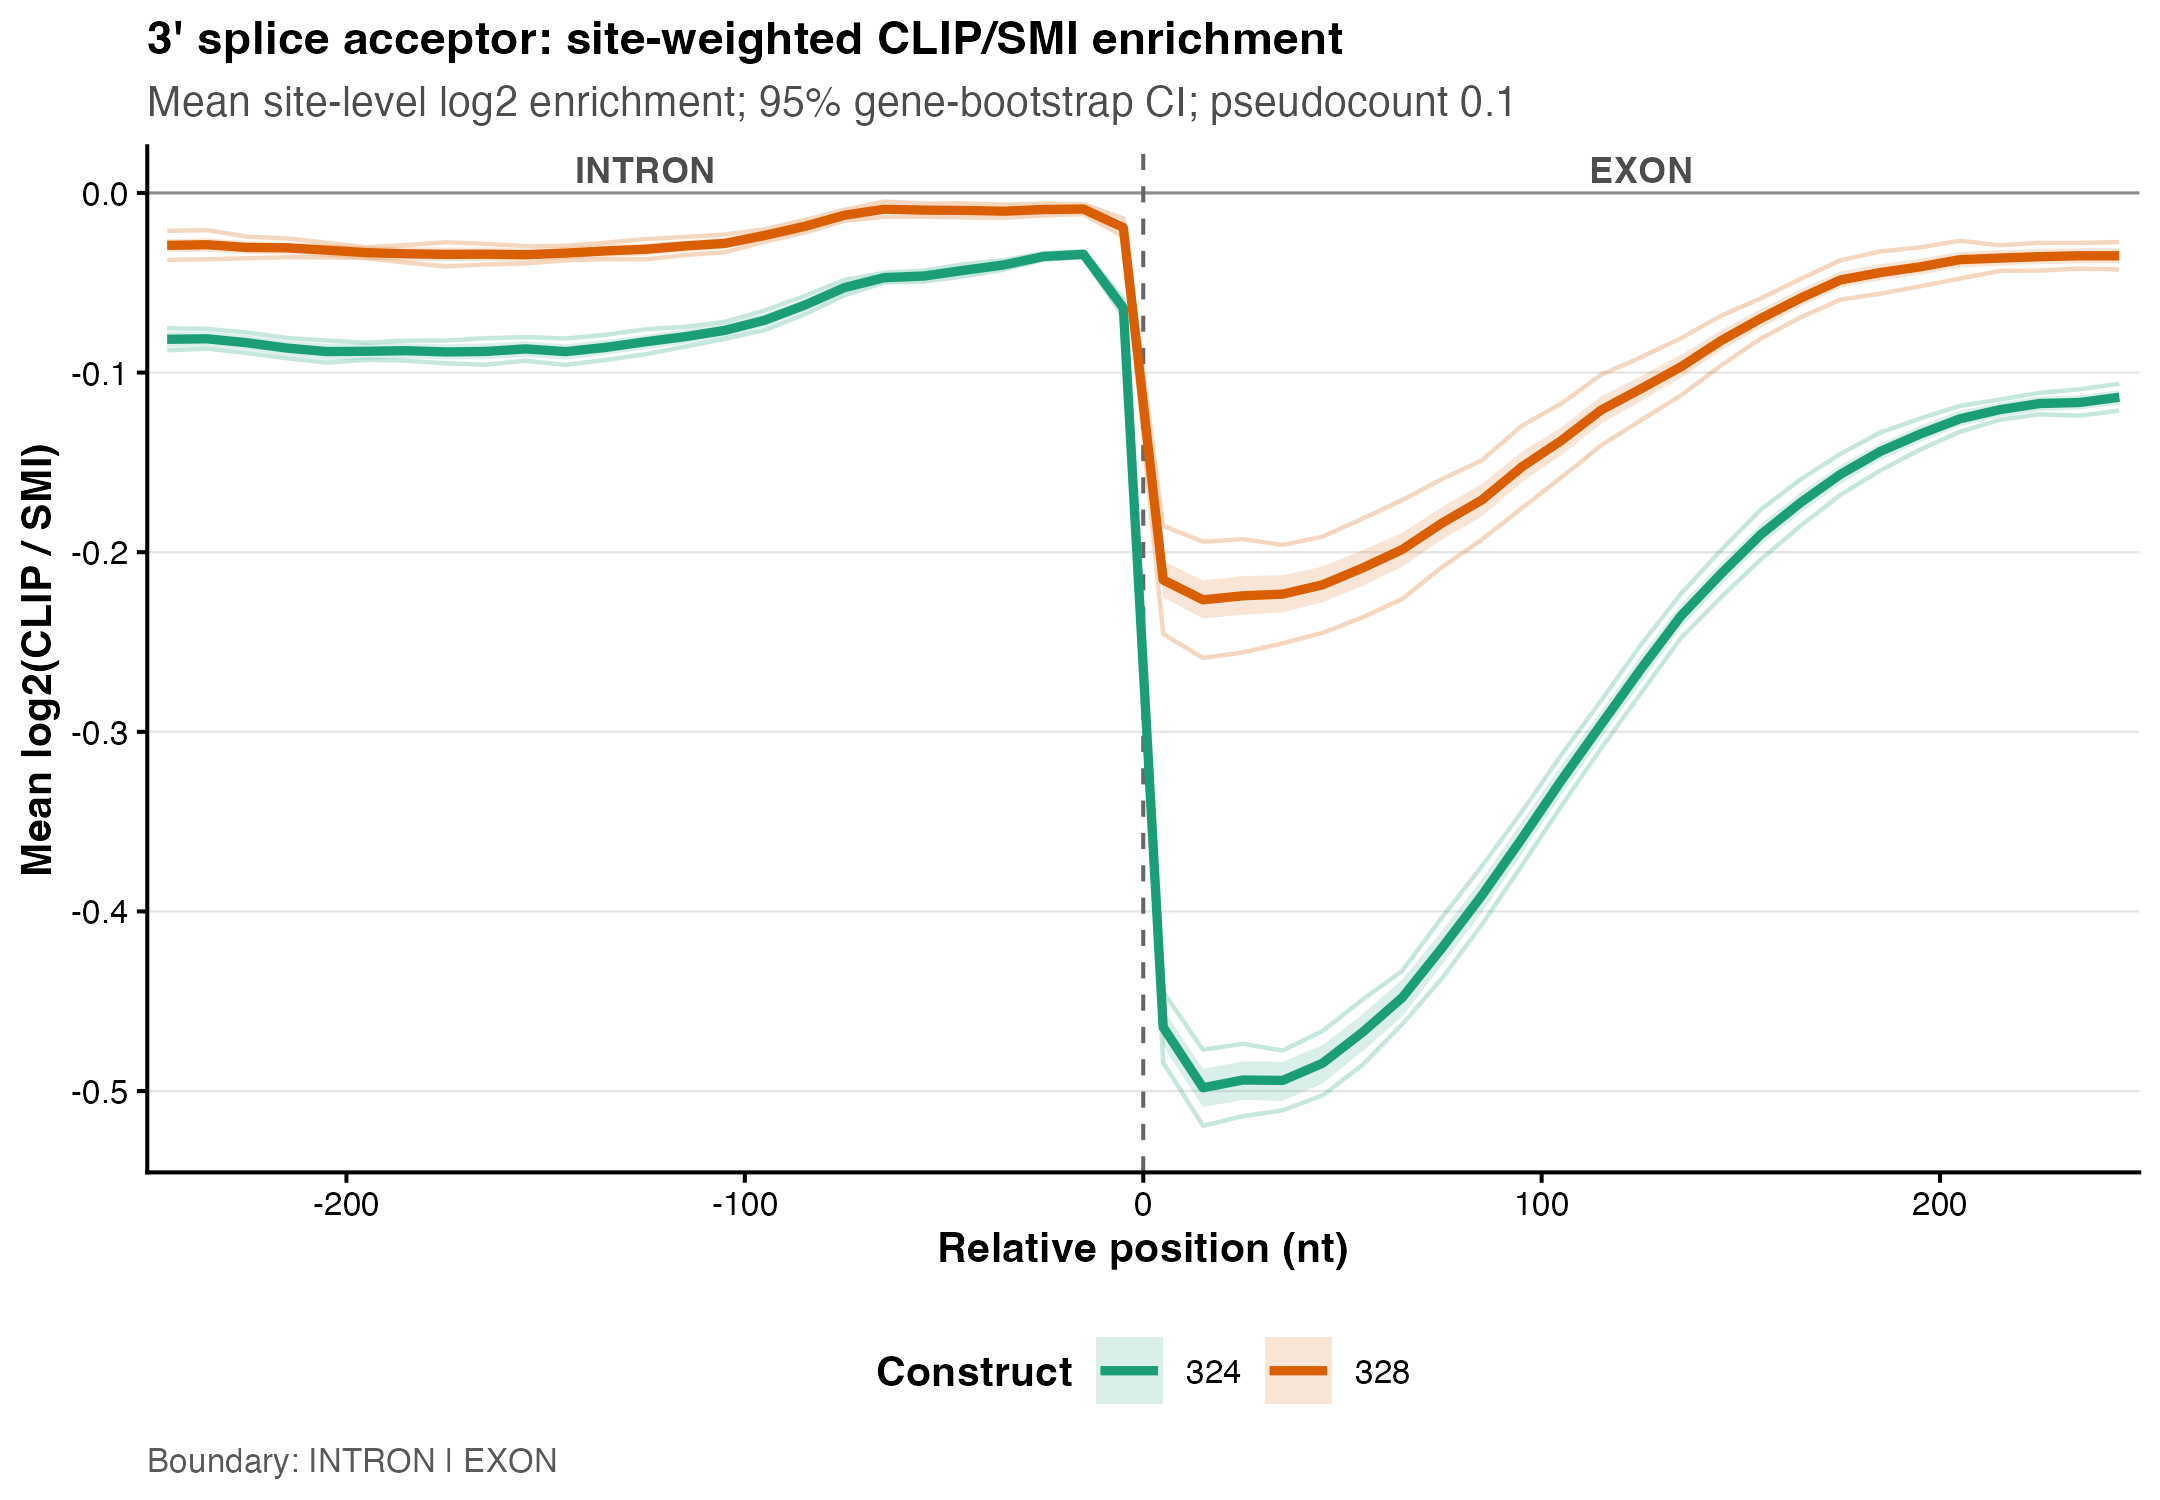 3' splice acceptor: site-weighted CLIP/SMI enrichment
Mean site-level log2 enrichment; 95% gene-bootstrap CI; pseudocount 0.1
INTRON
EXON
0.0
-0.1
-0.2
-0.3
-0.4
-0.5
Mean log2(CLIP / SMI)
-200
-100
0
100
200
Relative position (nt)
Construct
324
328
Boundary: INTRON | EXON